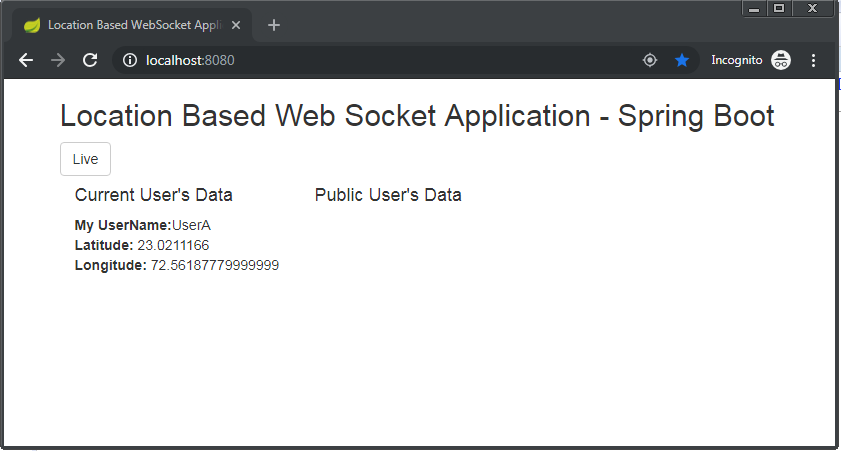 Location Based WebSocket Appli
localhost:8080
Incognito
Location Based Web Socket Application - Spring Boot
Live
Current User's Data
Public User's Data
My UserName:UserA
Latitude: 23.0211166
Longitude: 72.56187779999999